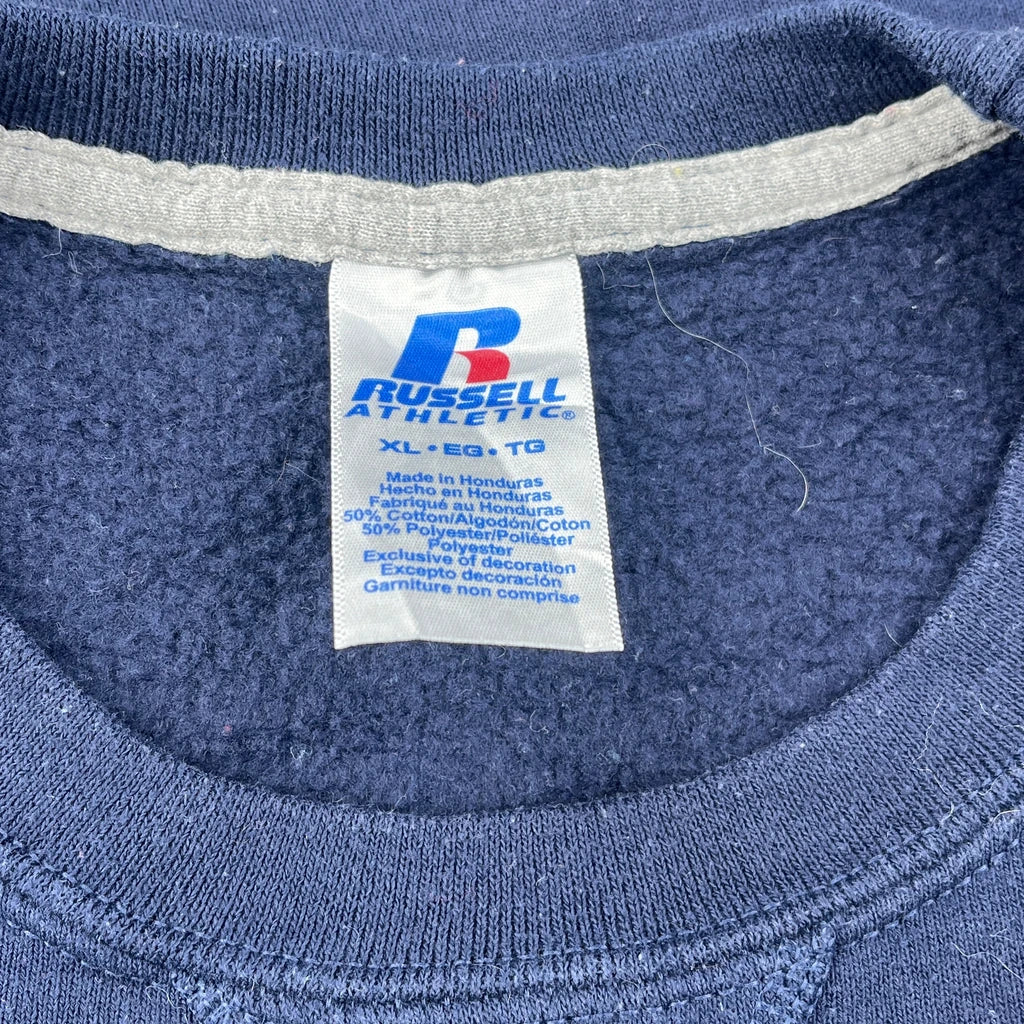 R
RUSSELL
ATHLETIC®
XL • EG • TG
Made in Honduras
Hecho en Honduras
Fabriqué au Honduras
50% Cotton/Algodón/Coton
50% Polyester/Poliéster
Polyester
Exclusive of decoration
Excepto decoración
Garniture non comprise